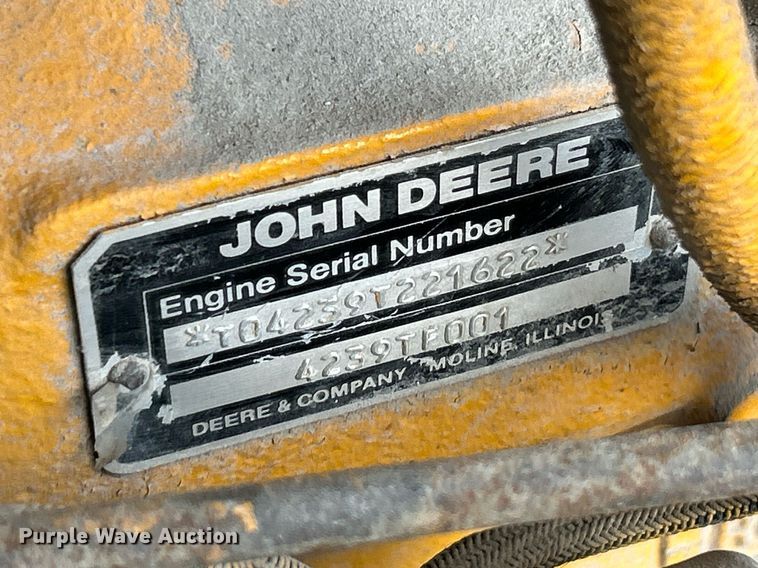 JOHN DEERE
Engine Serial Number
*T04239T221622*
4239TF001
DEERE & COMPANY MOLINE, ILLINOIS
Purple Wave Auction